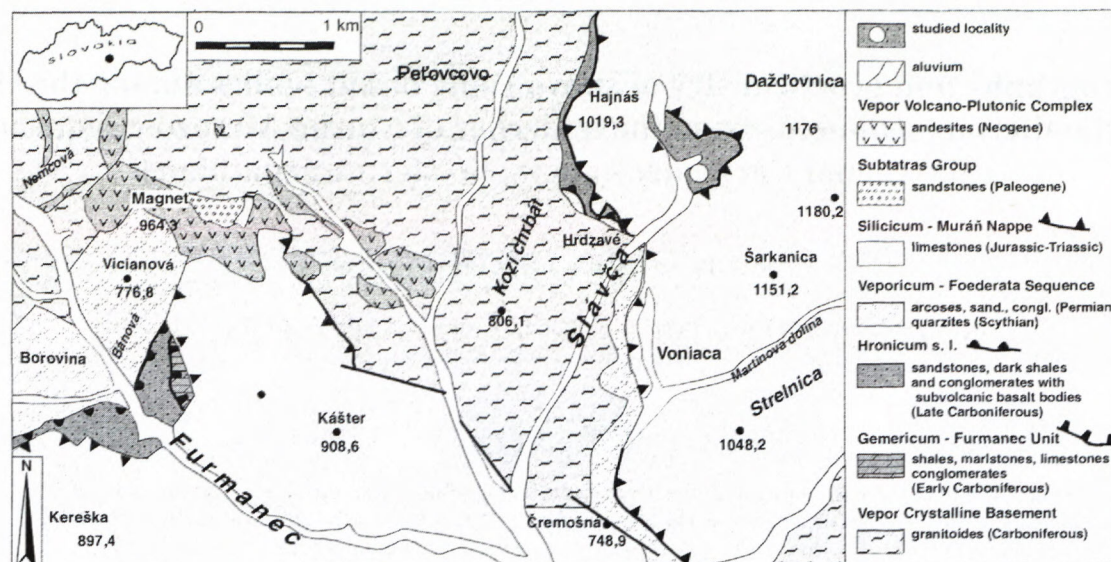 Slovakia
0 1 km
Peťovcovo
Dažďovnica
Hajnáš
1019,3
1176
Nemcová
Magnet
964,3
1180,2
Hrdzavé
Vicianová
776,8
Kozí chrbát
806,1
Slávča
Šarkanica
1151,2
Bánová
Borovina
Voniaca
Martinova dolina
Strelnica
Kášter
908,6
1048,2
Furmanec
N
Kereška
897,4
Čremošná
748,9
studied locality
aluvium
Vepor Volcano-Plutonic Complex
andesites (Neogene)
Subtatras Group
sandstones (Paleogene)
Silicicum - Muráň Nappe
limestones (Jurassic-Triassic)
Veporicum - Foederata Sequence
arcoses, sand., congl. (Permian)
quarzites (Scythian)
Hronicum s. l.
sandstones, dark shales
and conglomerates with
subvolcanic basalt bodies
(Late Carboniferous)
Gemericum - Furmanec Unit
shales, marlstones, limestones
conglomerates
(Early Carboniferous)
Vepor Crystalline Basement
granitoides (Carboniferous)